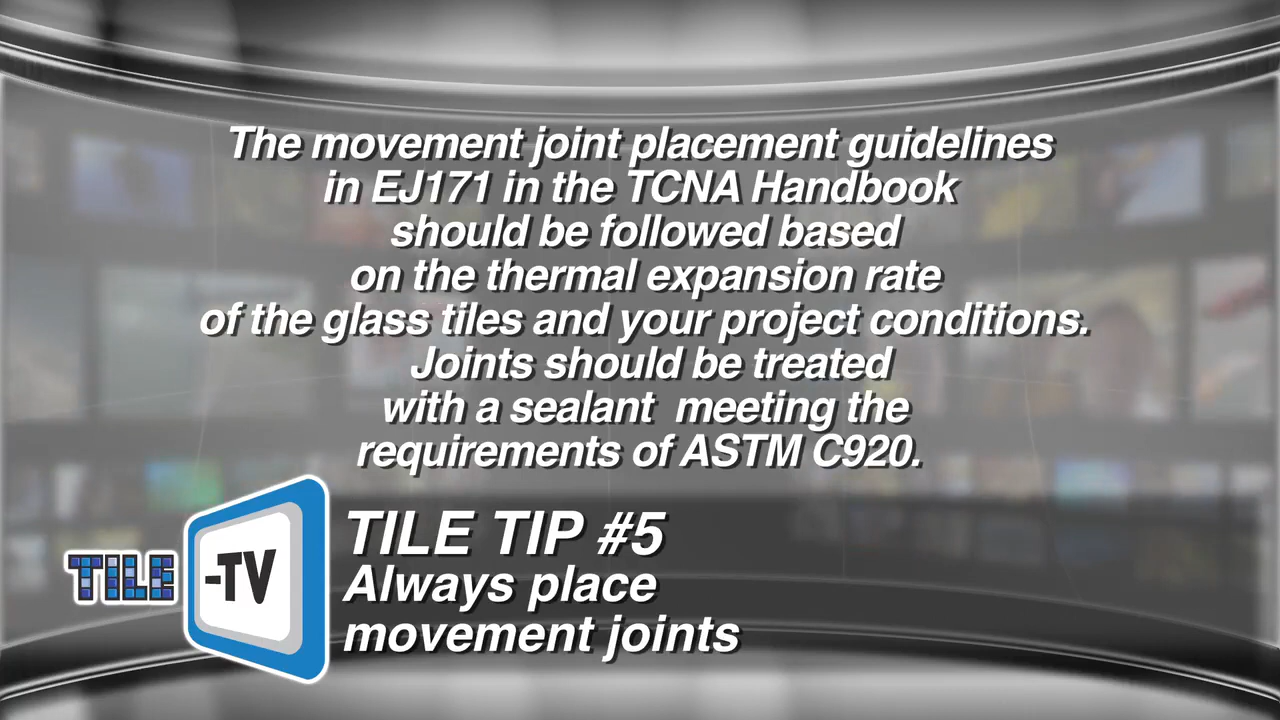 The movement joint placement guidelines
in EJ171 in the TCNA Handbook
should be followed based
on the thermal expansion rate
of the glass tiles and your project conditions.
Joints should be treated
with a sealant  meeting the
requirements of ASTM C920.
TILE TIP #5
Always place
movement joints
TILE
-TV